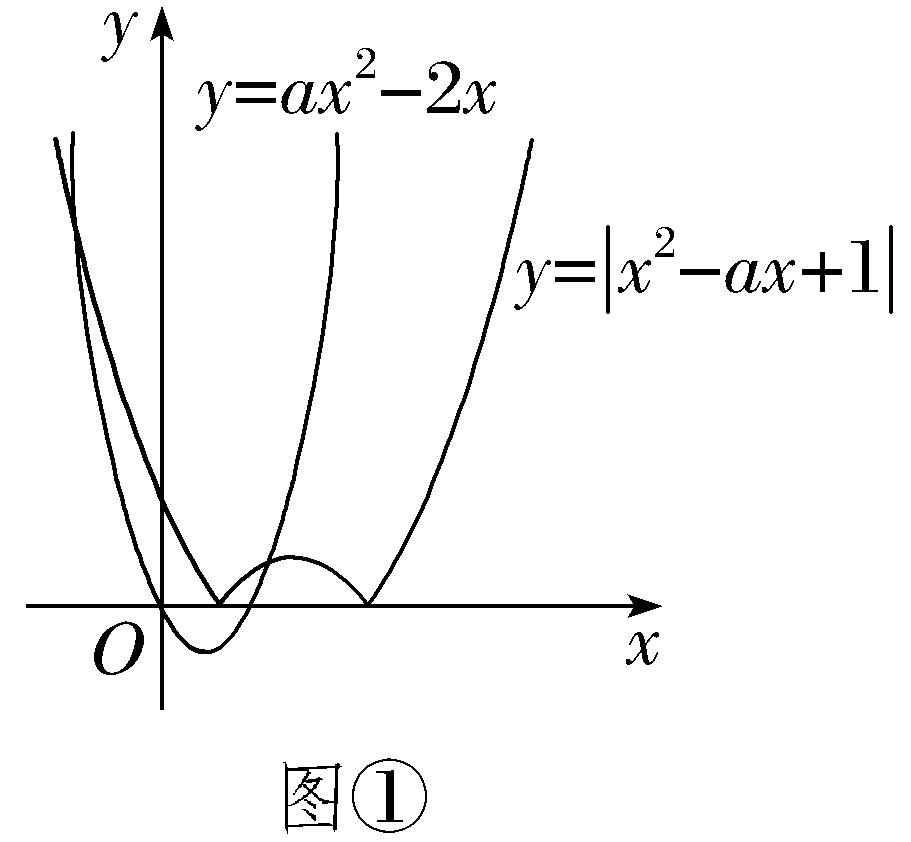 y
y=ax²−2x
y=|x²−ax+1|
O
x
图①